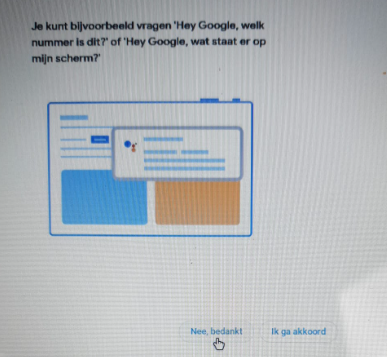 Je kunt bijvoorbeeld vragen 'Hey Google, welk
nummer is dit?' of 'Hey Google, wat staat er op
mijn scherm?'
Nee, bedankt
Ik ga akkoord